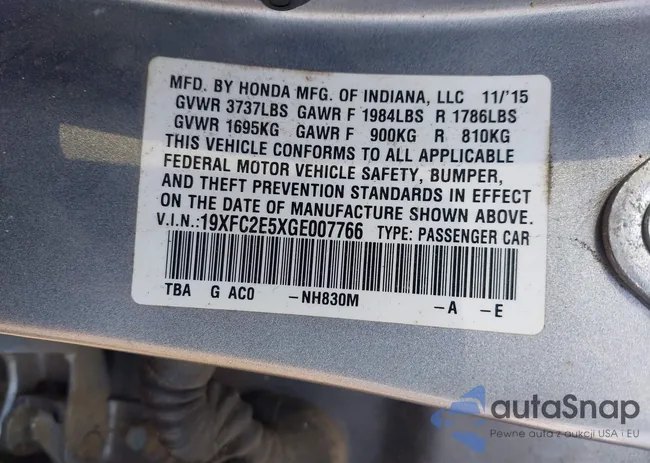 MFD. BY HONDA MFG. OF INDIANA, LLC 11/'15
GVWR 3737LBS GAWR F 1984LBS R 1786LBS
GVWR 1695KG GAWR F 900KG R 810KG
THIS VEHICLE CONFORMS TO ALL APPLICABLE
FEDERAL MOTOR VEHICLE SAFETY, BUMPER,
AND THEFT PREVENTION STANDARDS IN EFFECT
ON THE DATE OF MANUFACTURE SHOWN ABOVE.
V.I.N.:19XFC2E5XGE007766 TYPE: PASSENGER CAR
TBA G AC0 -NH830M -A -E
autaSnap
Pewne auta z aukcji USA i EU